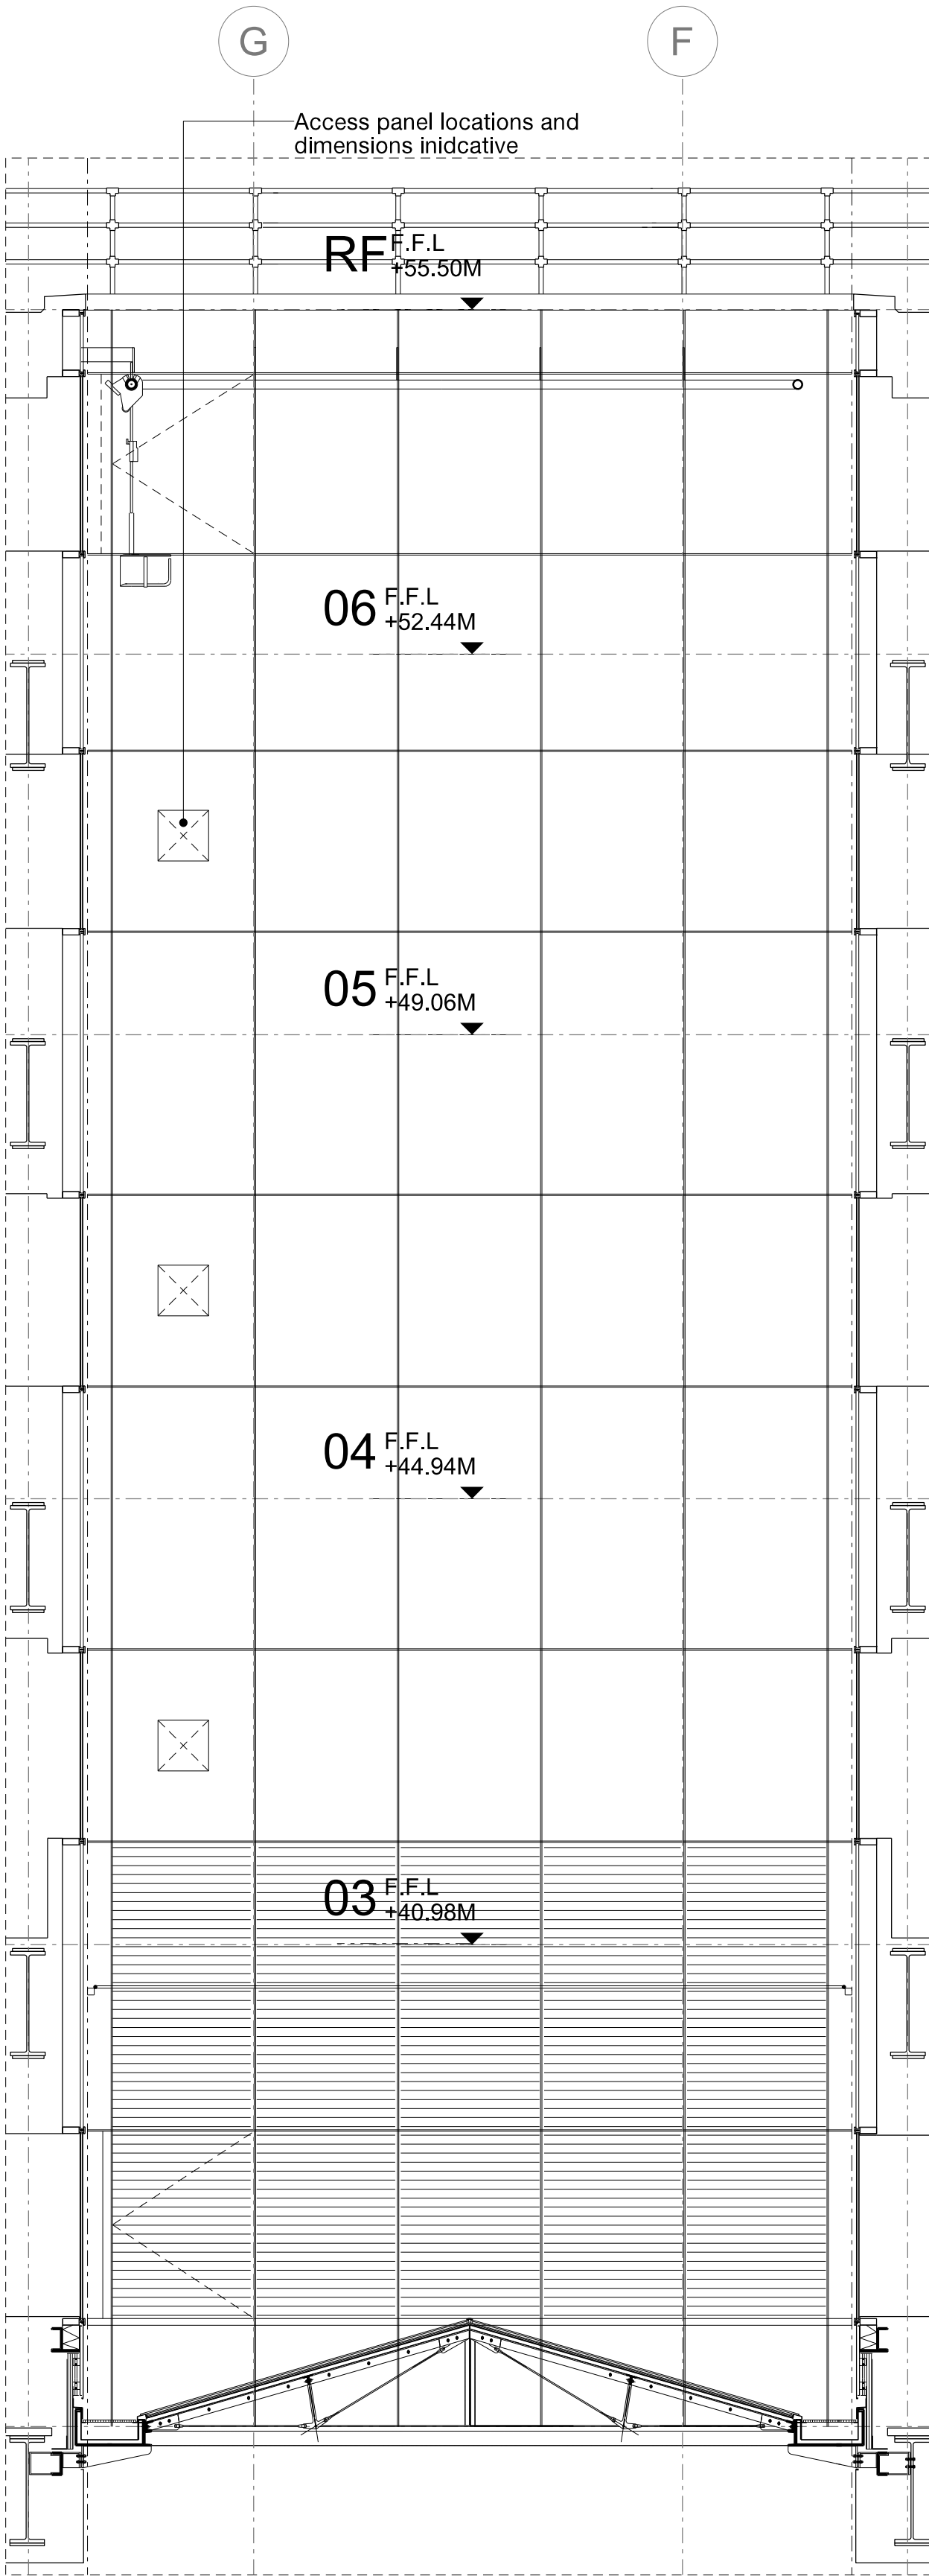 G
F
Access panel locations and
dimensions inidcative
RF F.F.L
+55.50M
06 F.F.L
+52.44M
05 F.F.L
+49.06M
04 F.F.L
+44.94M
03 F.F.L
+40.98M